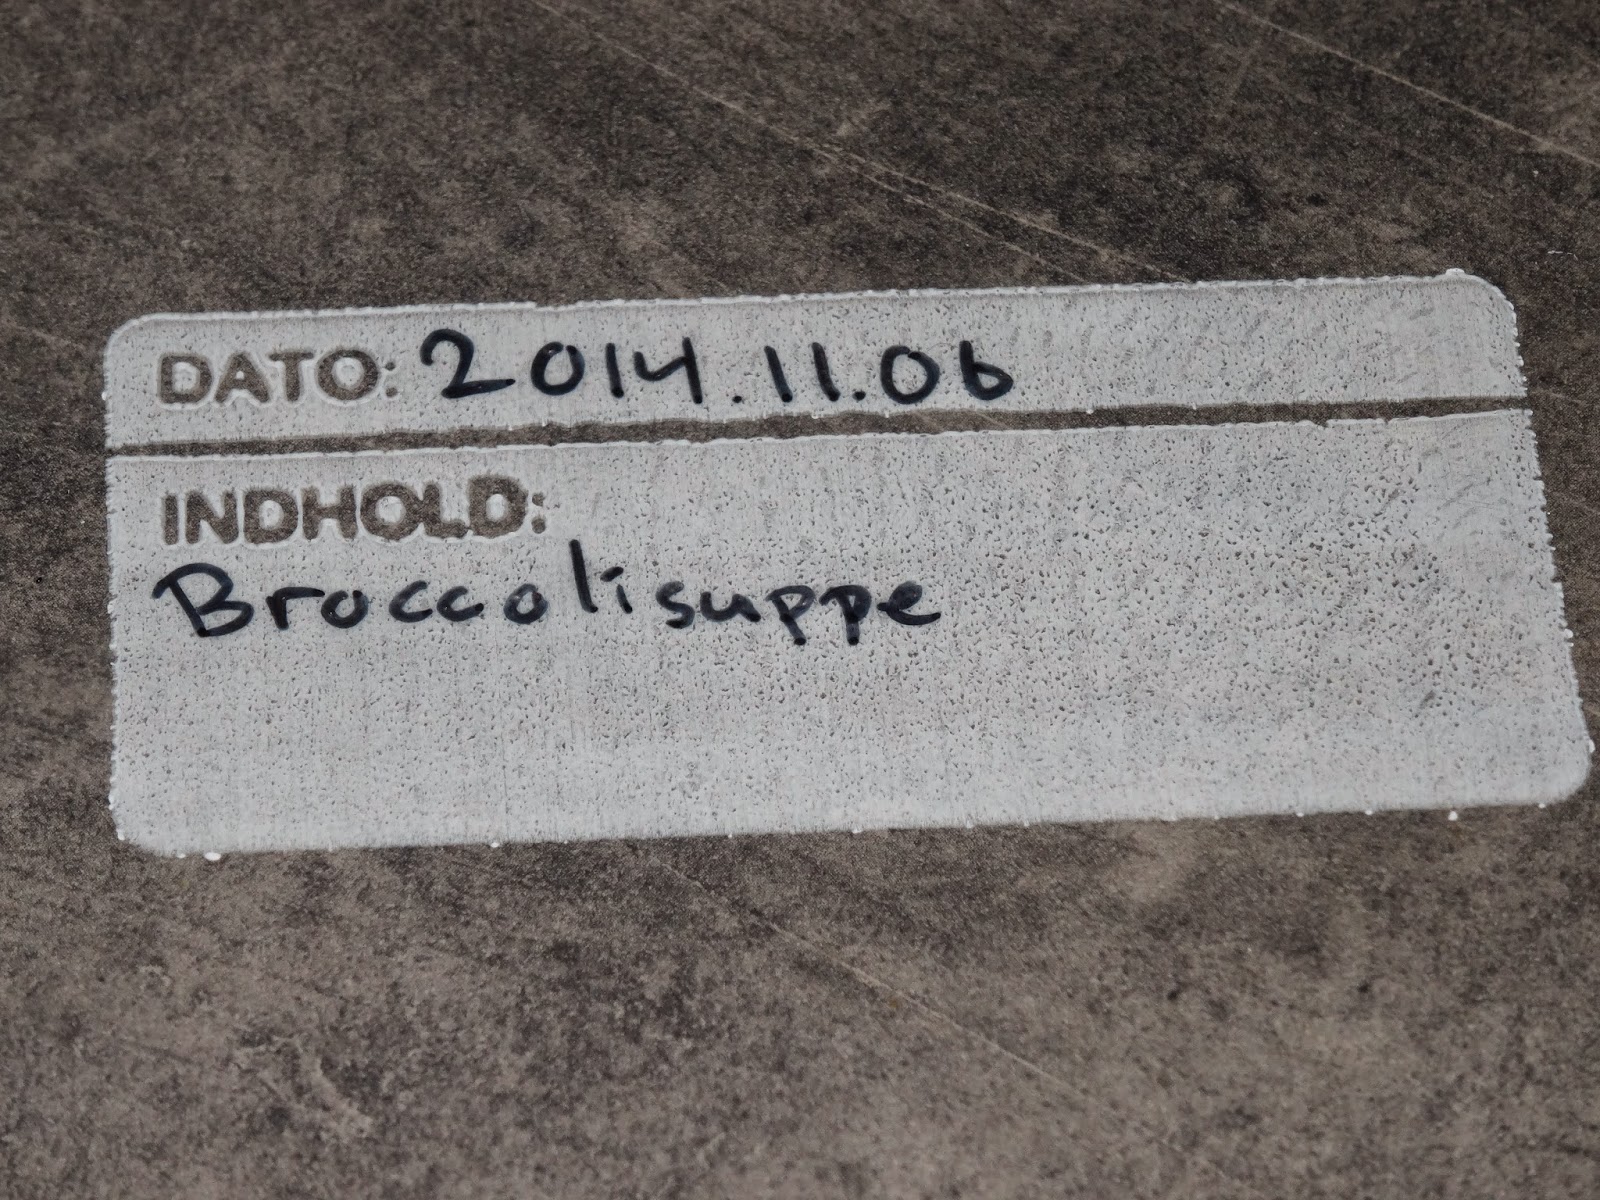 DATO: 2014.11.06
INDHOLD:
Broccolisuppe